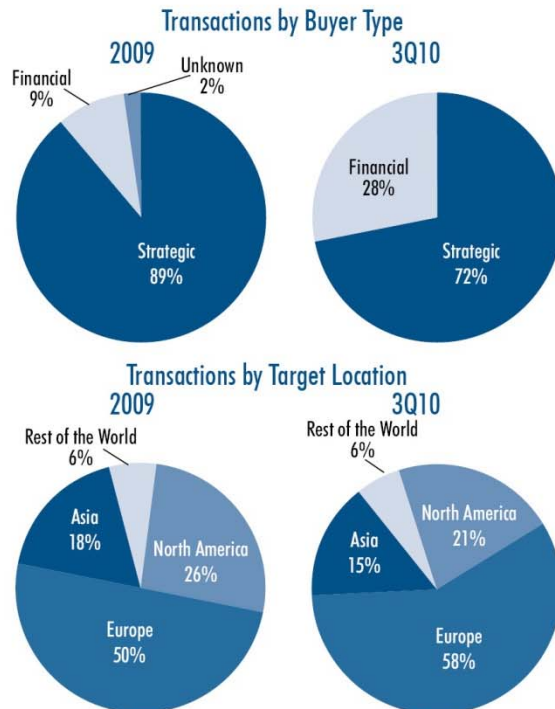 Transactions by Buyer Type
2009
3Q10
Financial
9%
Unknown
2%
Strategic
89%
Financial
28%
Strategic
72%
Transactions by Target Location
2009
3Q10
Rest of the World
6%
Asia
18%
North America
26%
Europe
50%
Rest of the World
6%
Asia
15%
North America
21%
Europe
58%